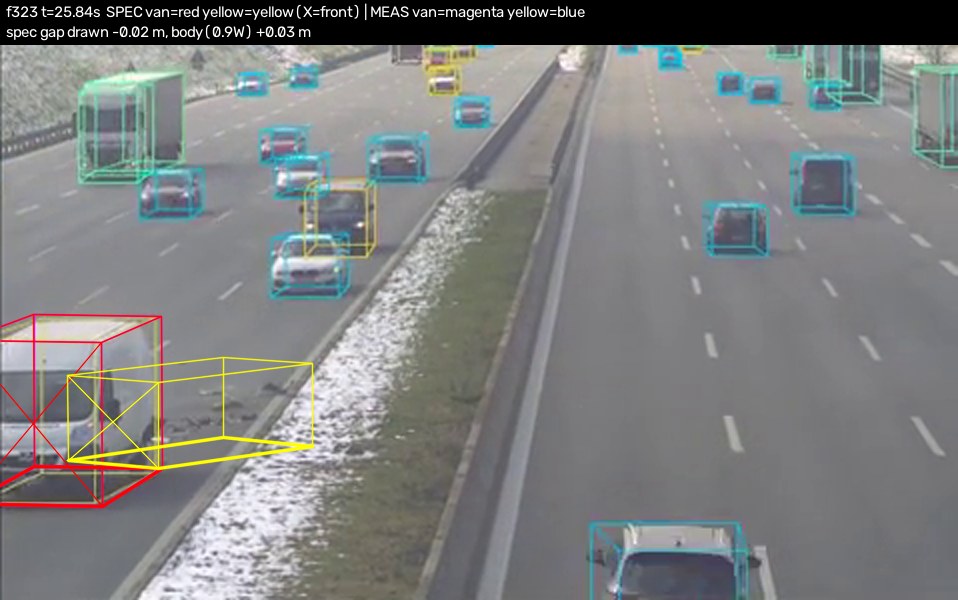 f323 t=25.84s SPEC van=red yellow=yellow(X=front) | MEAS van=magenta yellow=blue
spec gap drawn -0.02 m, body(0.9W) +0.03 m